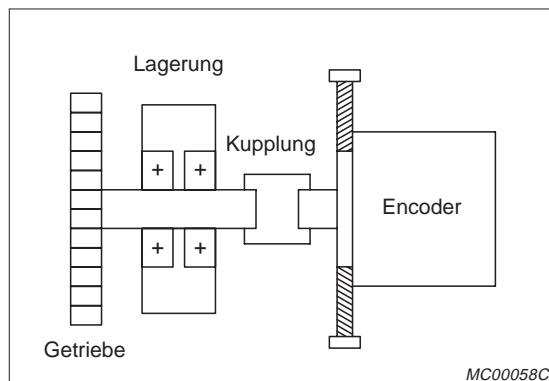 Lagerung
Kupplung
Encoder
Getriebe
MC00058C